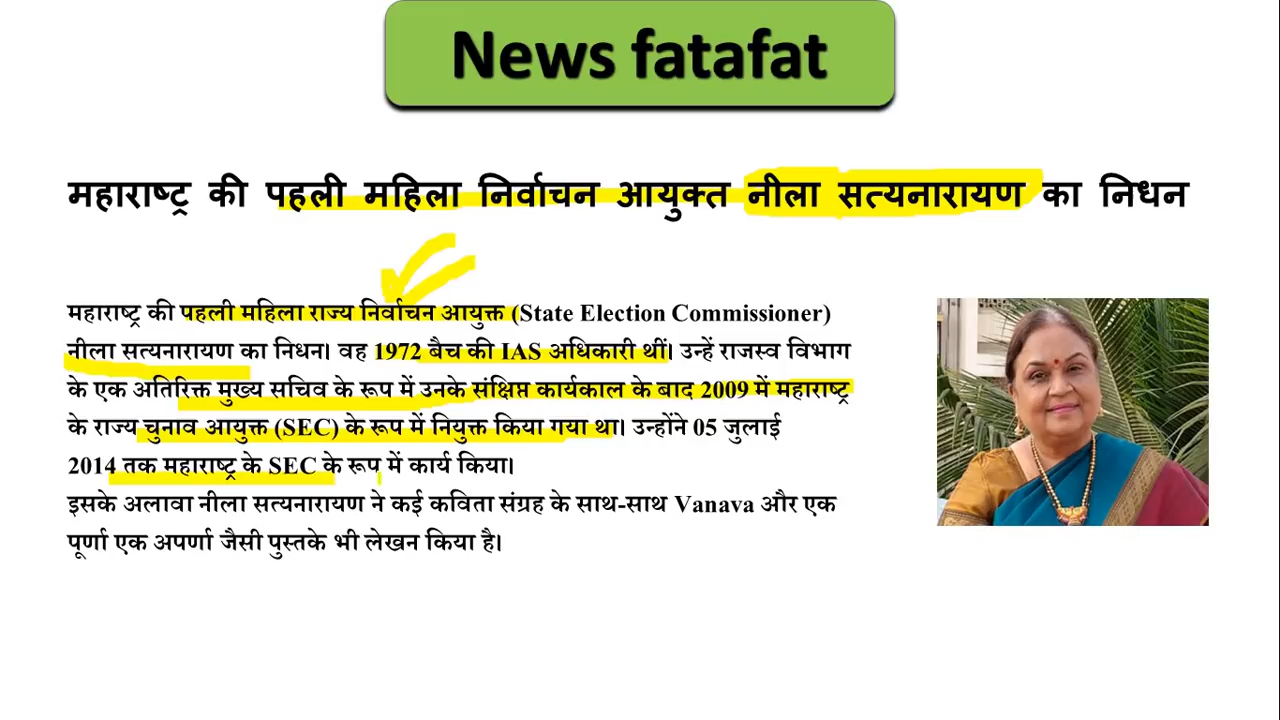 News fatafat
महाराष्ट्र की पहली महिला निर्वाचन आयुक्त नीला सत्यनारायण का निधन
महाराष्ट्र की पहली महिला राज्य निर्वाचन आयुक्त (State Election Commissioner)
नीला सत्यनारायण का निधन। वह 1972 बैच की IAS अधिकारी थीं। उन्हें राजस्व विभाग
के एक अतिरिक्त मुख्य सचिव के रूप में उनके संक्षिप्त कार्यकाल के बाद 2009 में महाराष्ट्र
के राज्य चुनाव आयुक्त (SEC) के रूप में नियुक्त किया गया था। उन्होंने 05 जुलाई
2014 तक महाराष्ट्र के SEC के रूप में कार्य किया।
इसके अलावा नीला सत्यनारायण ने कई कविता संग्रह के साथ-साथ Vanava और एक
पूर्णा एक अपर्णा जैसी पुस्तके भी लेखन किया है।